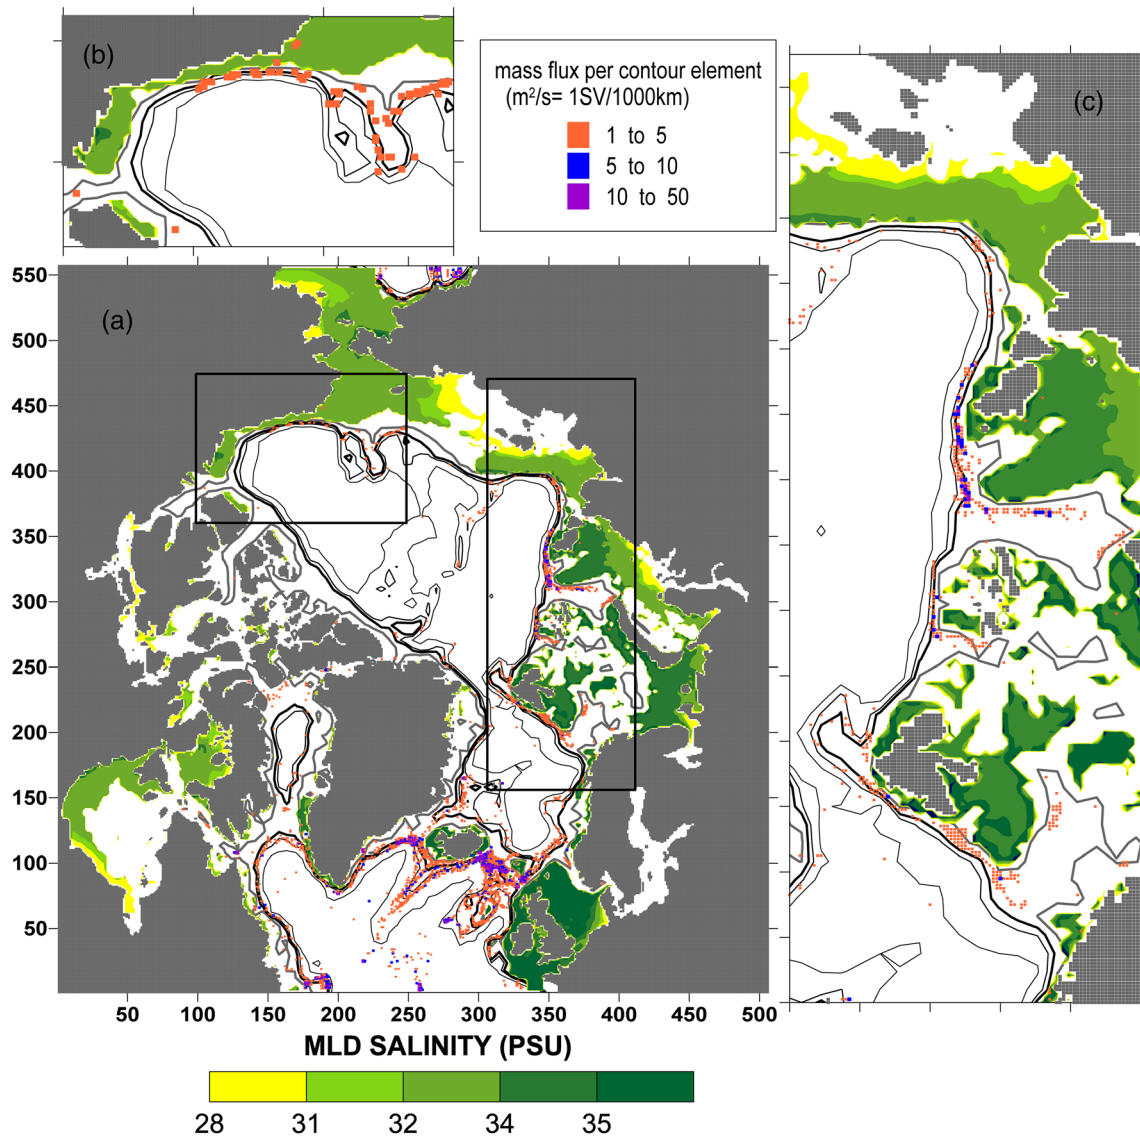 (b)
mass flux per contour element
(m²/s= 1SV/1000km)
1 to 5
5 to 10
10 to 50
(c)
(a)
550
500
450
400
350
300
250
200
150
100
50
50 100 150 200 250 300 350 400 450 500
MLD SALINITY (PSU)
28 31 32 34 35